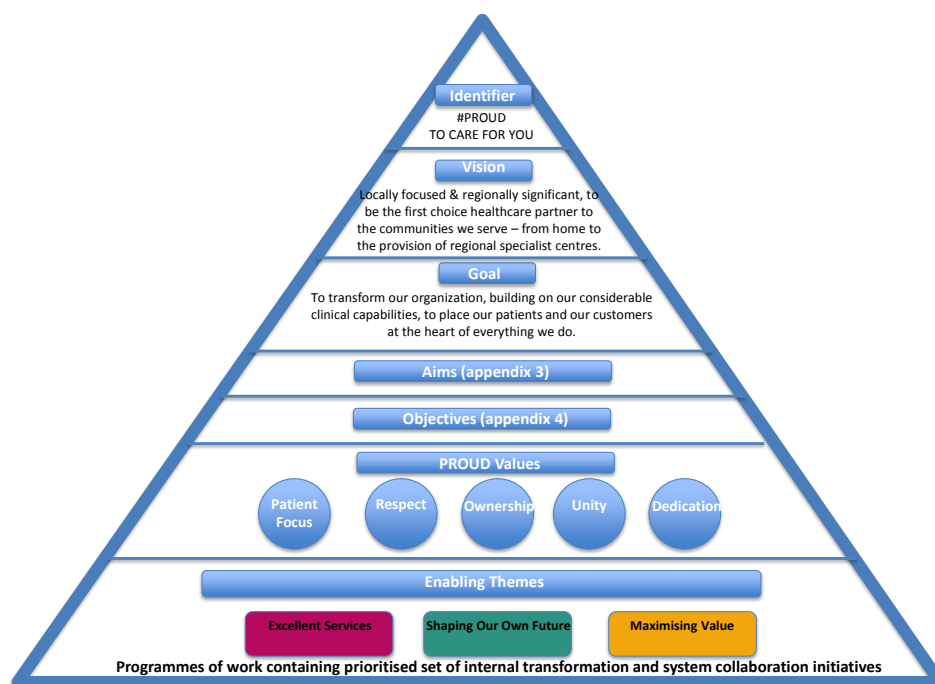 Identifier
#PROUD
TO CARE FOR YOU
Vision
Locally focused & regionally significant, to
be the first choice healthcare partner to
the communities we serve – from home to
the provision of regional specialist centres.
Goal
To transform our organization, building on our considerable
clinical capabilities, to place our patients and our customers
at the heart of everything we do.
Aims (appendix 3)
Objectives (appendix 4)
PROUD Values
Patient
Focus
Respect
Ownership
Unity
Dedication
Enabling Themes
Excellent Services
Shaping Our Own Future
Maximising Value
Programmes of work containing prioritised set of internal transformation and system collaboration initiatives